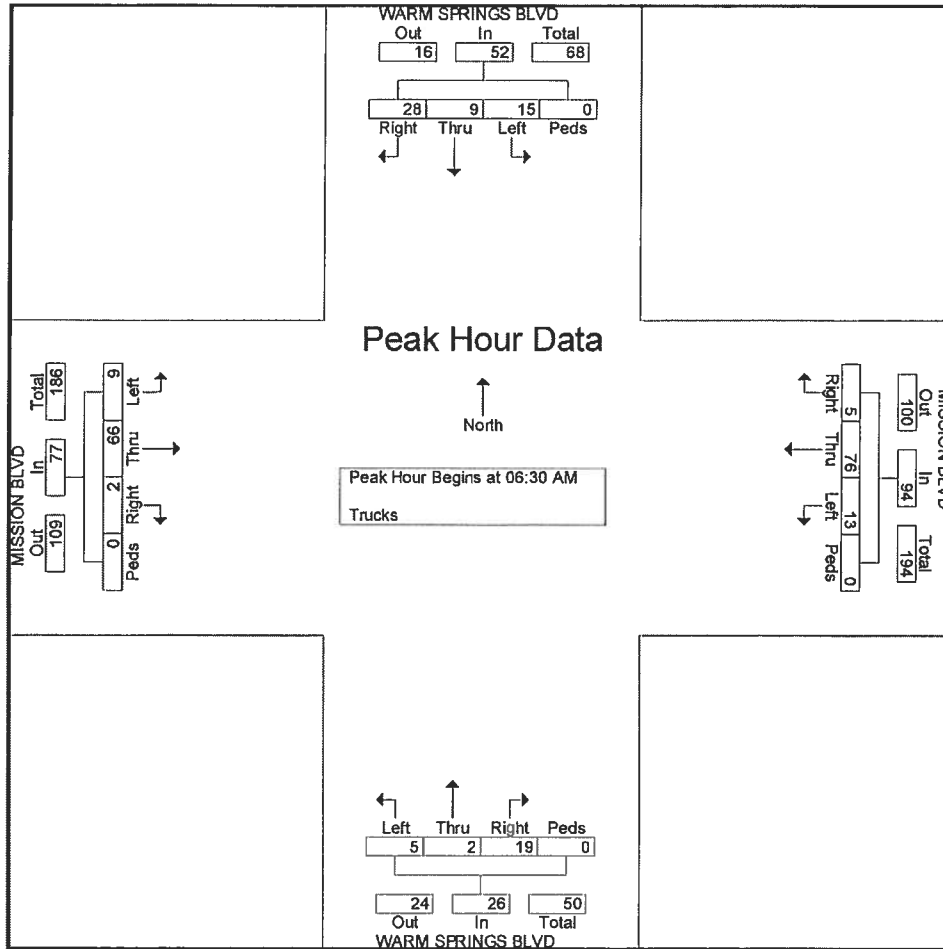 WARM SPRINGS BLVD
Out In Total
16 52 68
28 9 15 0
Right Thru Left Peds
Peak Hour Data
North
Peak Hour Begins at 06:30 AM
Trucks
MISSION BLVD
Out In Total
109 77 186
9 66 2 0
Left Thru Right Peds
MISSION BLVD
Out In Total
100 94 194
5 76 13 0
Right Thru Left Peds
Left Thru Right Peds
5 2 19 0
24 26 50
Out In Total
WARM SPRINGS BLVD